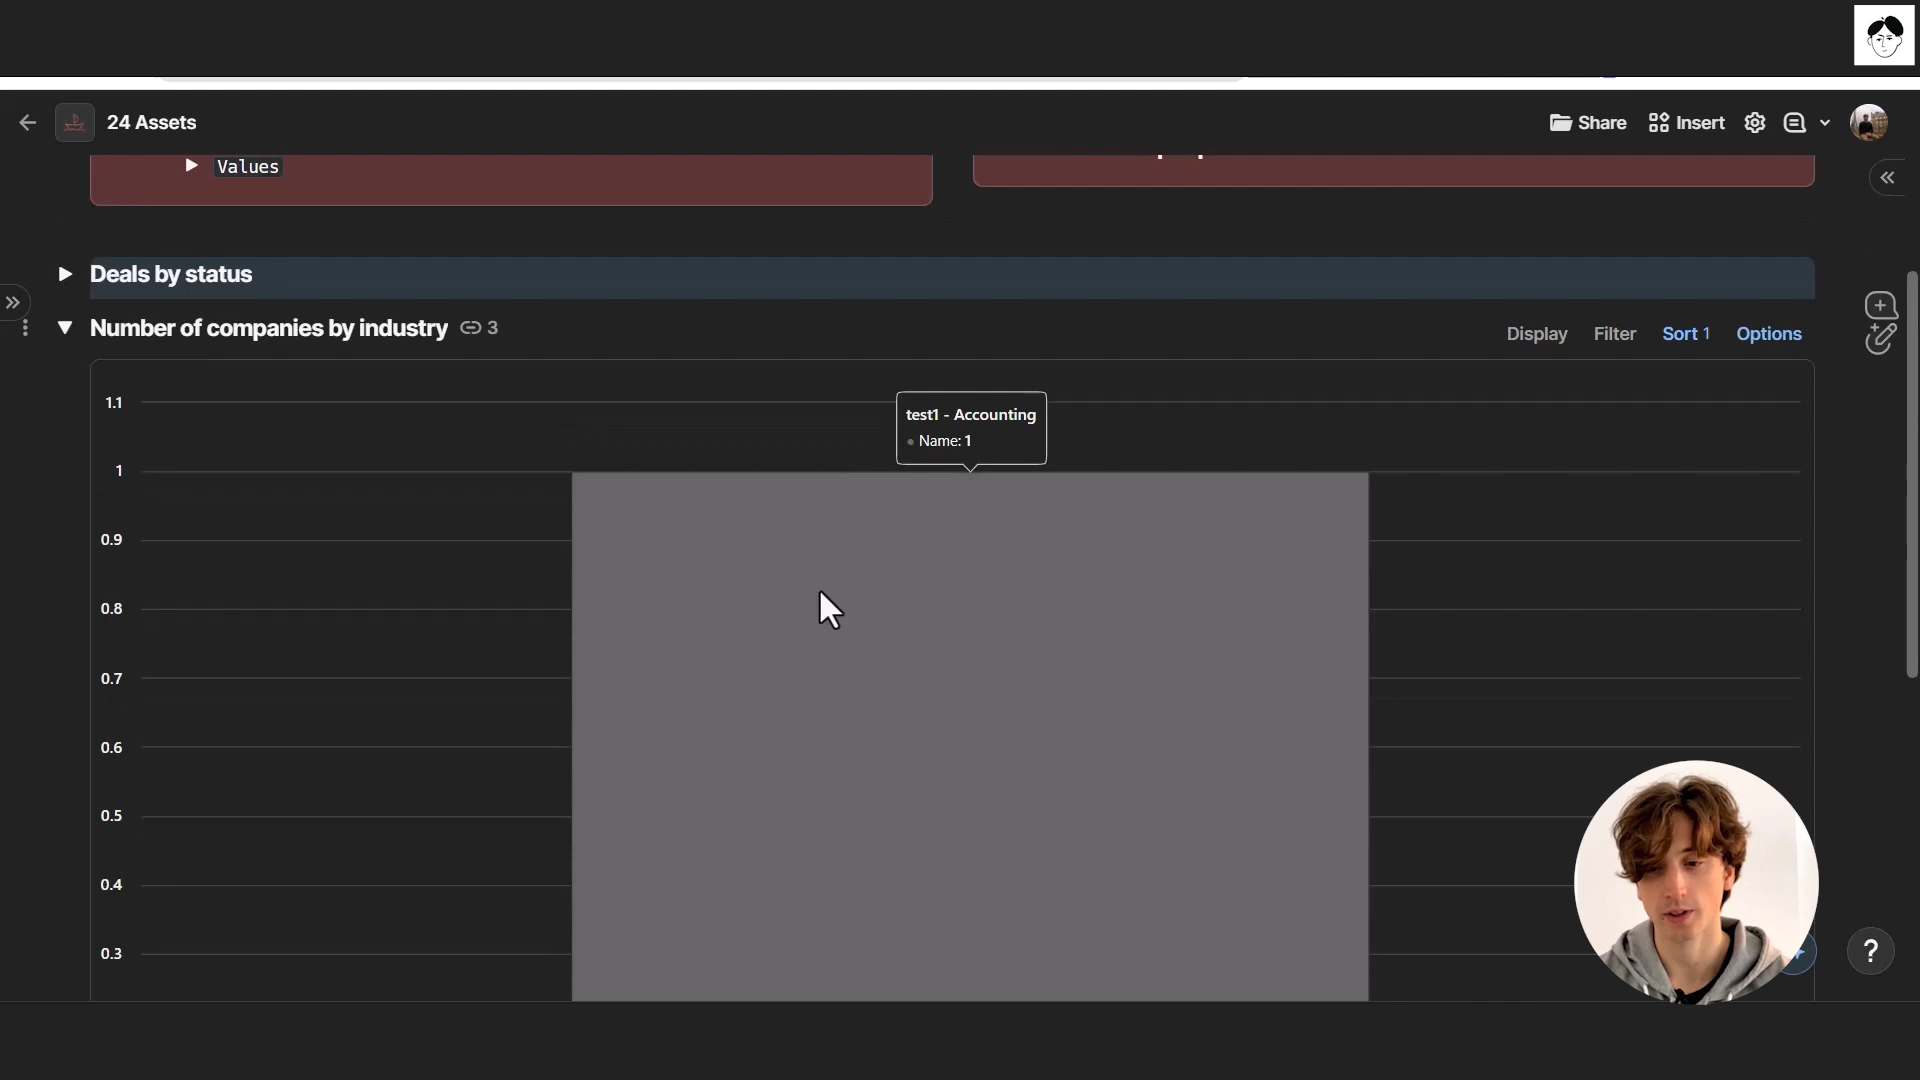 24 Assets
Share
Insert
Values
Deals by status
Number of companies by industry 3
Display Filter Sort 1 Options
1.1
test1 - Accounting
Name: 1
1
0.9
0.8
0.7
0.6
0.5
0.4
0.3
?